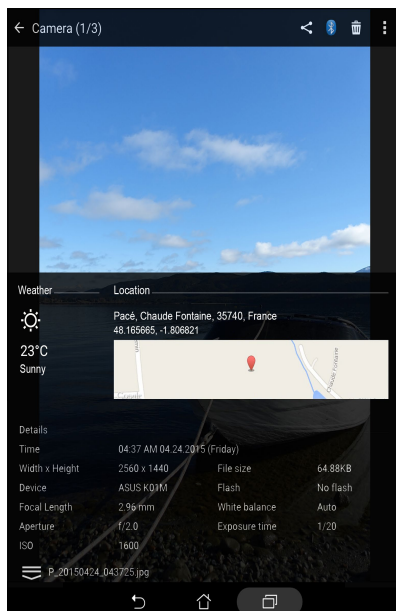 Camera (1/3)
Weather Location
Pacé, Chaude Fontaine, 35740, France
48.165665, -1.806821
23°C
Sunny
Chaude Fontaine
Google
Details
Time 04:37 AM 04.24.2015 (Friday)
Width x Height 2560 x 1440 File size 64.88KB
Device ASUS K01M Flash No flash
Focal Length 2.96 mm White balance Auto
Aperture f/2.0 Exposure time 1/20
ISO 1600
P_20150424_043725.jpg